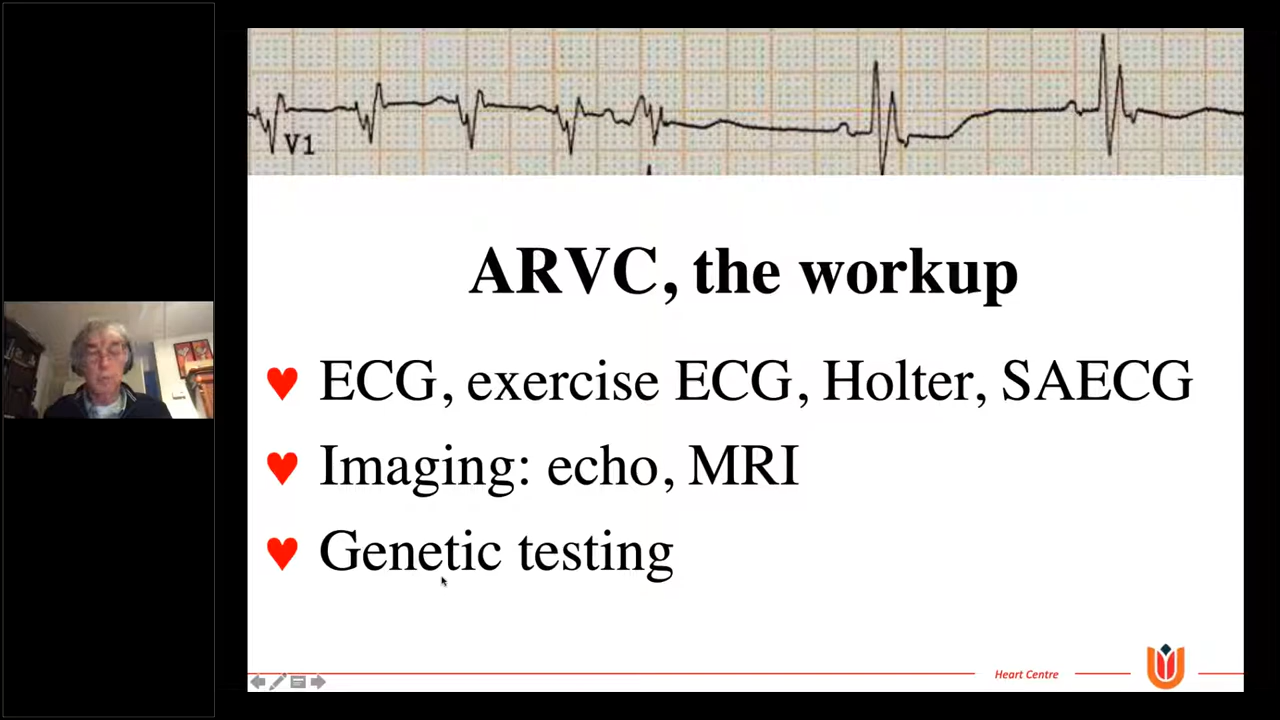 V1
ARVC, the workup
♥ ECG, exercise ECG, Holter, SAECG
♥ Imaging: echo, MRI
♥ Genetic testing
Heart Centre